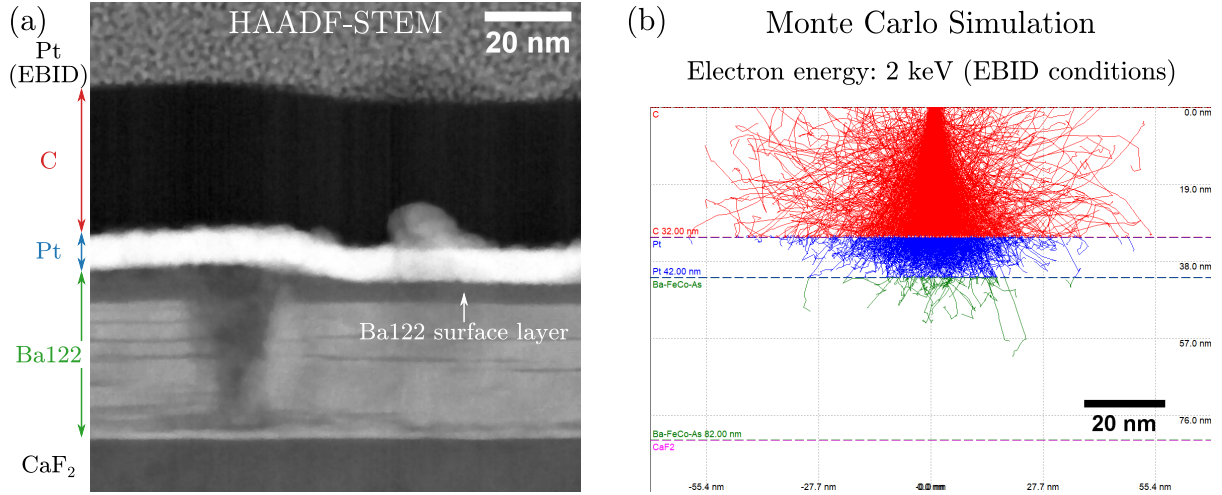 (a)
HAADF-STEM
20 nm
Pt
(EBID)
C
Pt
Ba122
Ba122 surface layer
CaF2
(b)
Monte Carlo Simulation
Electron energy: 2 keV (EBID conditions)
C
0.0 nm
19.0 nm
C 32.00 nm
Pt
38.0 nm
Pt 42.00 nm
Ba-FeCo-As
57.0 nm
20 nm
76.0 nm
Ba-FeCo-As 82.00 nm
CaF2
-55.4 nm
-27.7 nm
0.0 nm
27.7 nm
55.4 nm